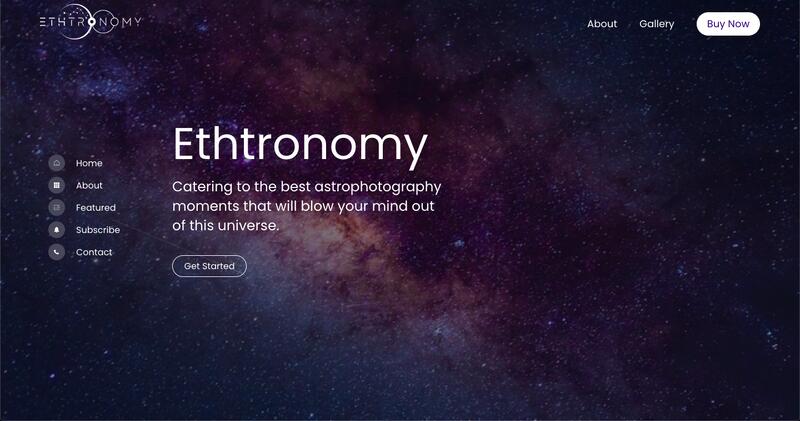 ETHTRONOMY
About
Gallery
Buy Now
Ethtronomy
Catering to the best astrophotography
moments that will blow your mind out
of this universe.
Get Started
Home
About
Featured
Subscribe
Contact